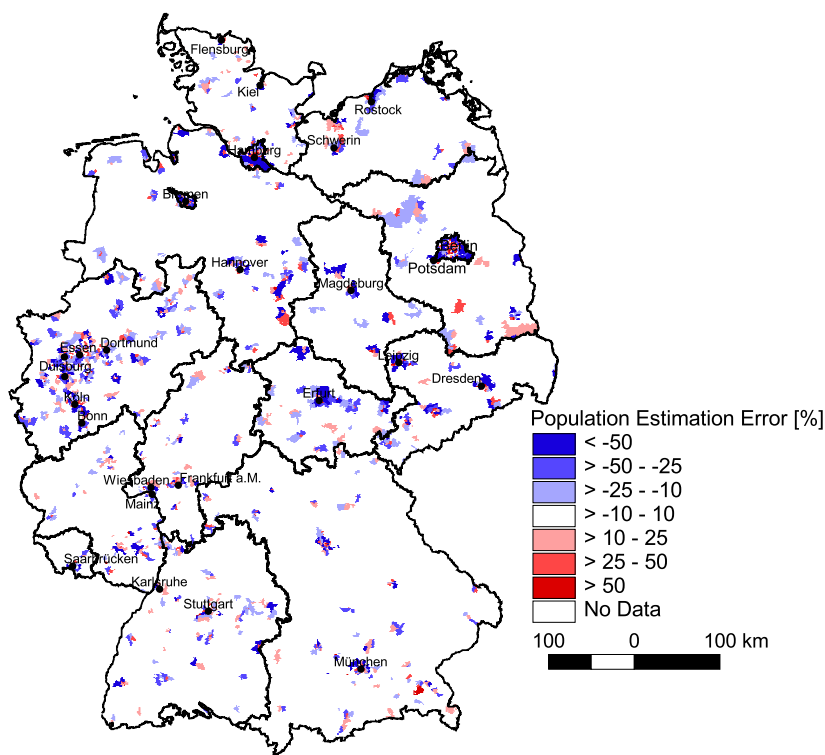 Flensburg
Kiel
Rostock
Schwerin
Hamburg
Bremen
Berlin
Potsdam
Hannover
Magdeburg
Dortmund
Essen
Duisburg
Leipzig
Dresden
Köln
Erfurt
Bonn
Population Estimation Error [%]
< -50
> -50 - -25
> -25 - -10
> -10 - 10
> 10 - 25
> 25 - 50
> 50
No Data
Wiesbaden
Frankfurt a.M.
Mainz
Saarbrücken
Karlsruhe
Stuttgart
100 0 100 km
München